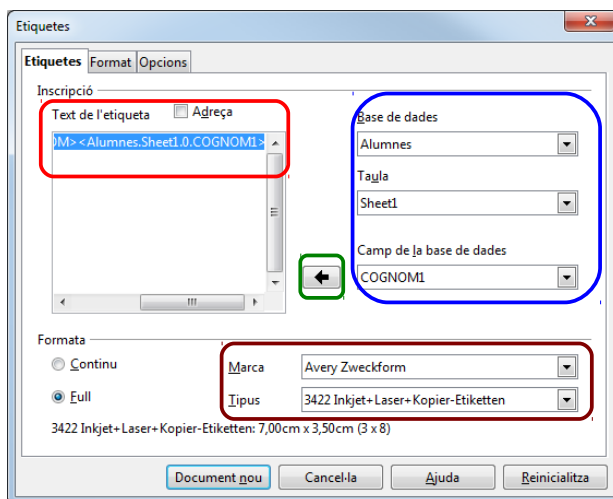 Etiquetes
Etiquetes Format Opcions
Inscripció
Text de l'etiqueta Adreça
OM><Alumnes.Sheet1.0.COGNOM1>
Base de dades
Alumnes
Taula
Sheet1
Camp de la base de dades
COGNOM1
Formata
Continu
Full
Marca Avery Zweckform
Tipus 3422 Inkjet+Laser+Kopier-Etiketten
3422 Inkjet+Laser+Kopier-Etiketten: 7,00cm x 3,50cm (3 x 8)
Document nou Cancel·la Ajuda Reinicialitza